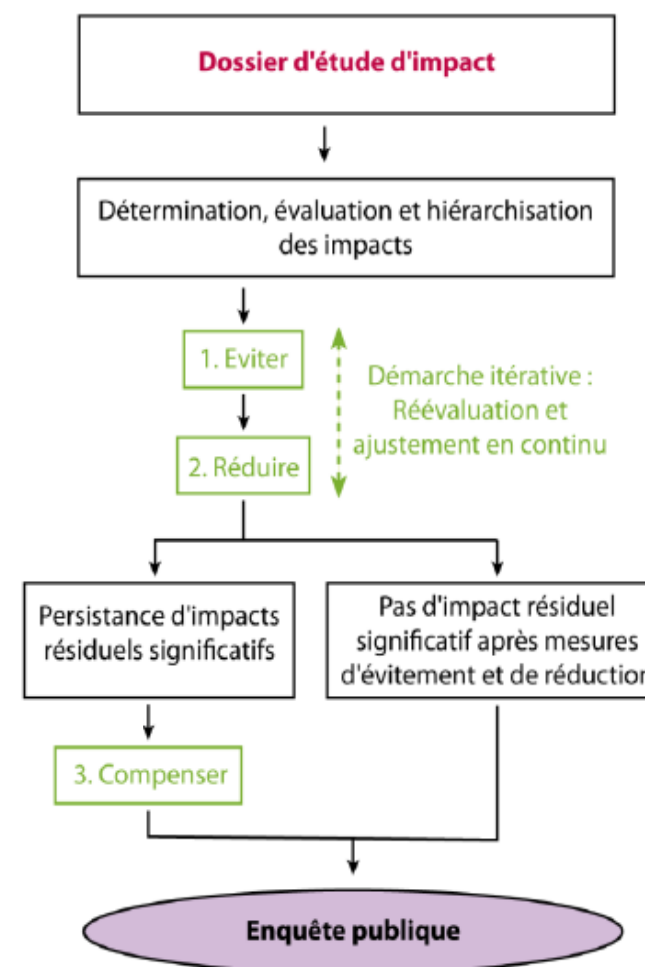 Dossier d'étude d'impact
Détermination, évaluation et hiérarchisation
des impacts
1. Eviter
Démarche itérative :
Réévaluation et
ajustement en continu
2. Réduire
Persistance d'impacts
résiduels significatifs
Pas d'impact résiduel
significatif après mesures
d'évitement et de réduction
3. Compenser
Enquête publique